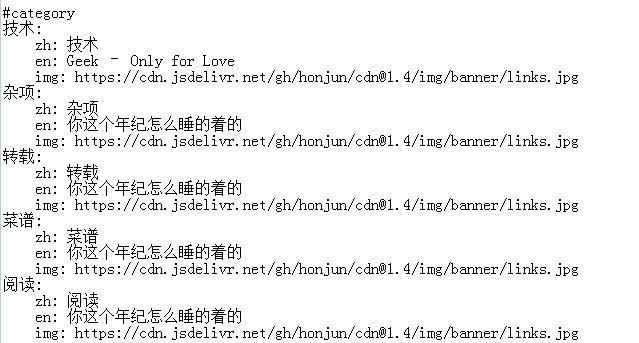 #category
技术:
    zh: 技术
    en: Geek – Only for Love
    img: https://cdn.jsdelivr.net/gh/honjun/cdn@1.4/img/banner/links.jpg
杂项:
    zh: 杂项
    en: 你这个年纪怎么睡的着的
    img: https://cdn.jsdelivr.net/gh/honjun/cdn@1.4/img/banner/links.jpg
转载:
    zh: 转载
    en: 你这个年纪怎么睡的着的
    img: https://cdn.jsdelivr.net/gh/honjun/cdn@1.4/img/banner/links.jpg
菜谱:
    zh: 菜谱
    en: 你这个年纪怎么睡的着的
    img: https://cdn.jsdelivr.net/gh/honjun/cdn@1.4/img/banner/links.jpg
阅读:
    zh: 阅读
    en: 你这个年纪怎么睡的着的
    img: https://cdn.jsdelivr.net/gh/honjun/cdn@1.4/img/banner/links.jpg